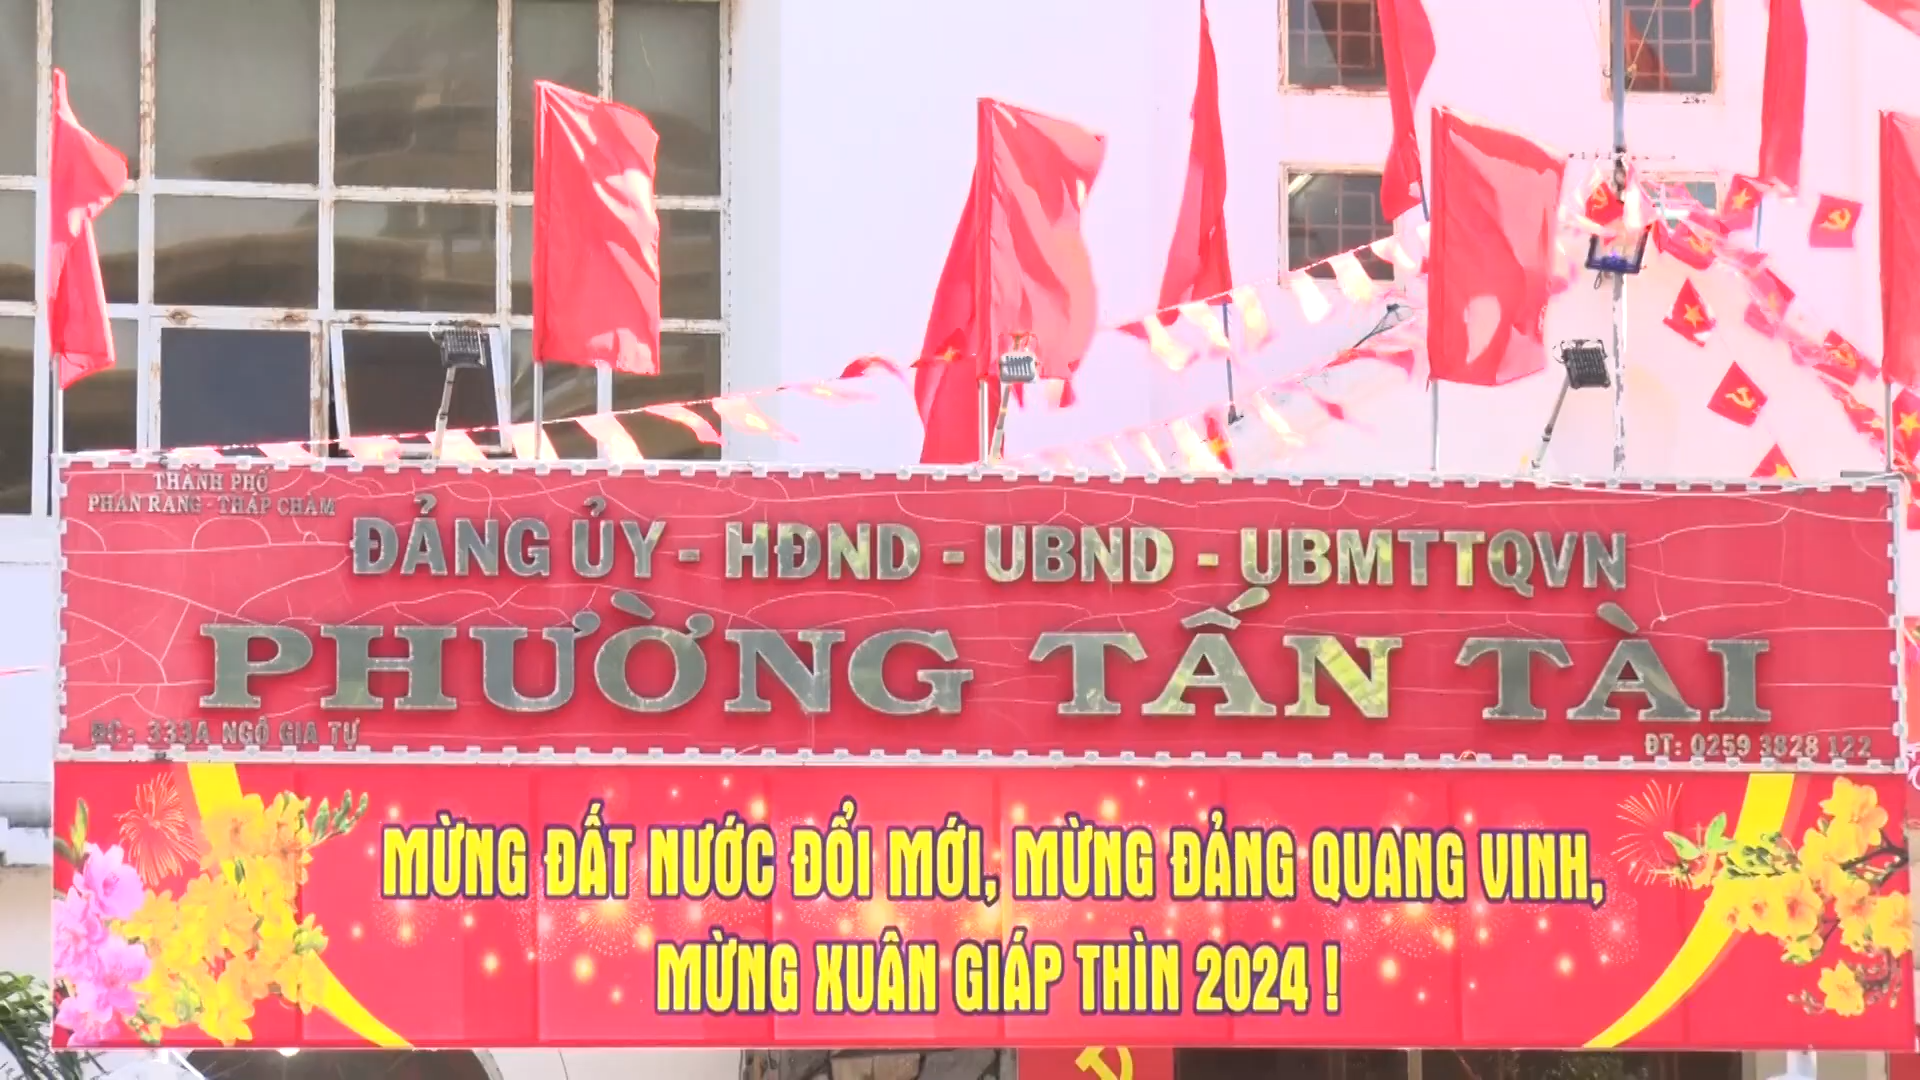 THÀNH PHỐ
PHAN RANG - THÁP CHÀM
ĐẢNG ỦY - HĐND - UBND - UBMTTQVN
PHƯỜNG TẤN TÀI
ĐC: 333A NGÔ GIA TỰ
ĐT: 0259 3828 122
MỪNG ĐẤT NƯỚC ĐỔI MỚI, MỪNG ĐẢNG QUANG VINH,
MỪNG XUÂN GIÁP THÌN 2024 !